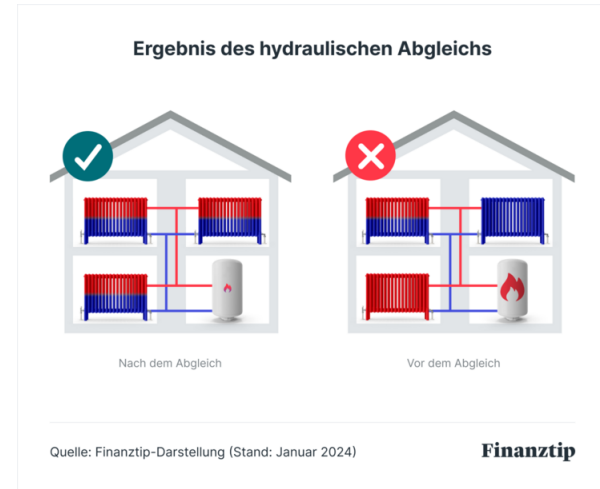 Ergebnis des hydraulischen Abgleichs
Nach dem Abgleich
Vor dem Abgleich
Quelle: Finanztip-Darstellung (Stand: Januar 2024)
Finanztip